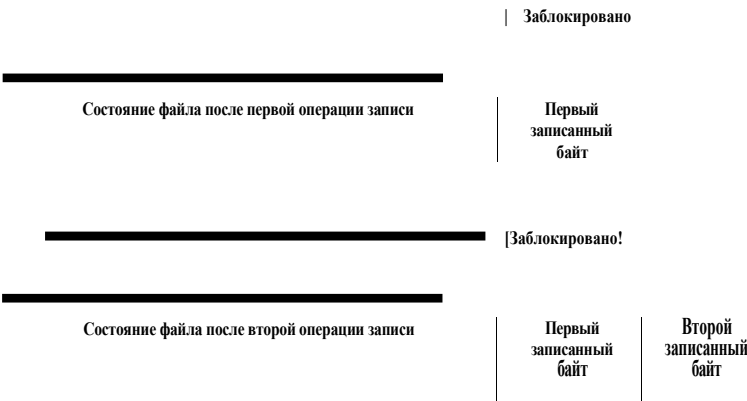 | Заблокировано
Состояние файла после первой операции записи
Первый
записанный
байт
[Заблокировано!
Состояние файла после второй операции записи
Первый
записанный
байт
Второй
записанный
байт